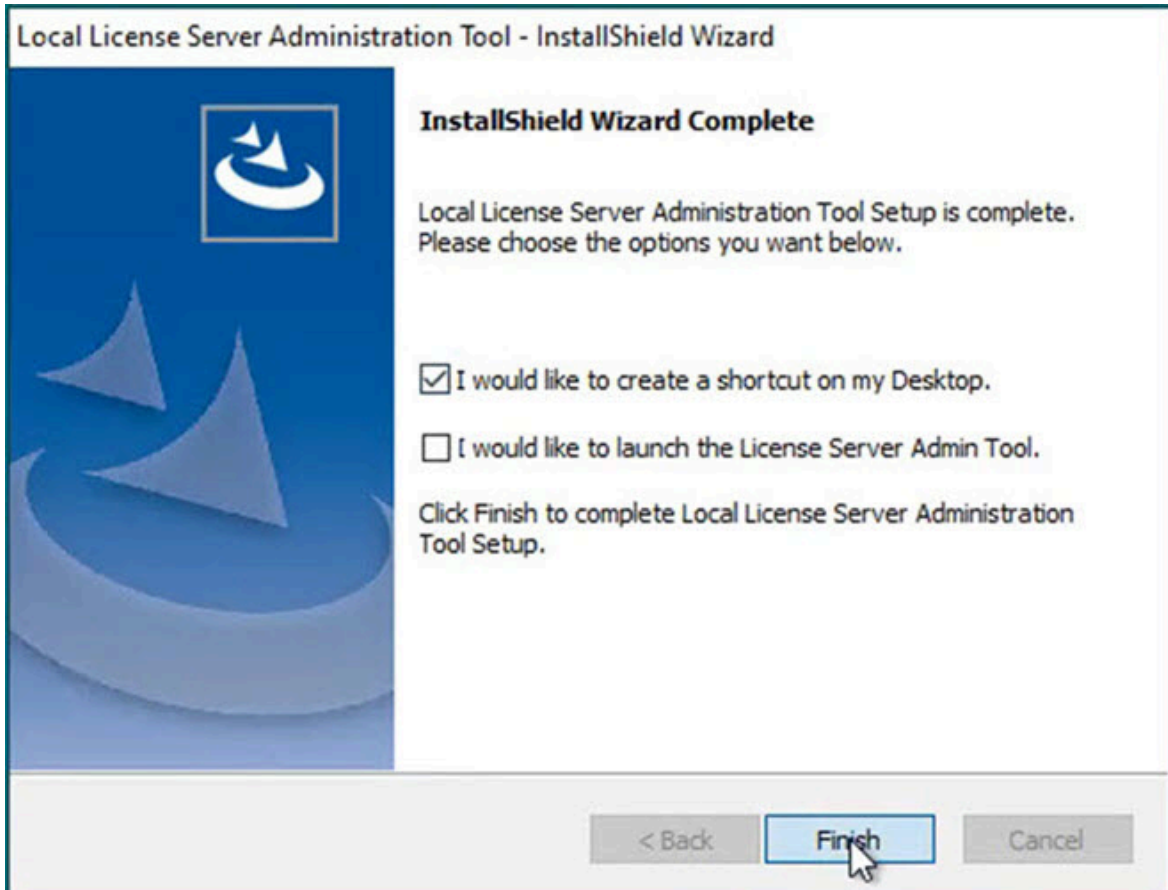 Local License Server Administration Tool - InstallShield Wizard
InstallShield Wizard Complete
Local License Server Administration Tool Setup is complete.
Please choose the options you want below.
I would like to create a shortcut on my Desktop.
I would like to launch the License Server Admin Tool.
Click Finish to complete Local License Server Administration
Tool Setup.
< Back
Finish
Cancel